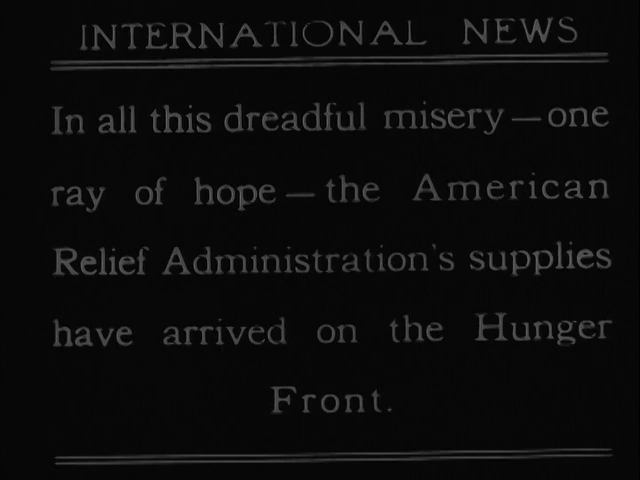 INTERNATIONAL NEWS
In all this dreadful misery—one
ray of hope—the American
Relief Administration's supplies
have arrived on the Hunger
Front.